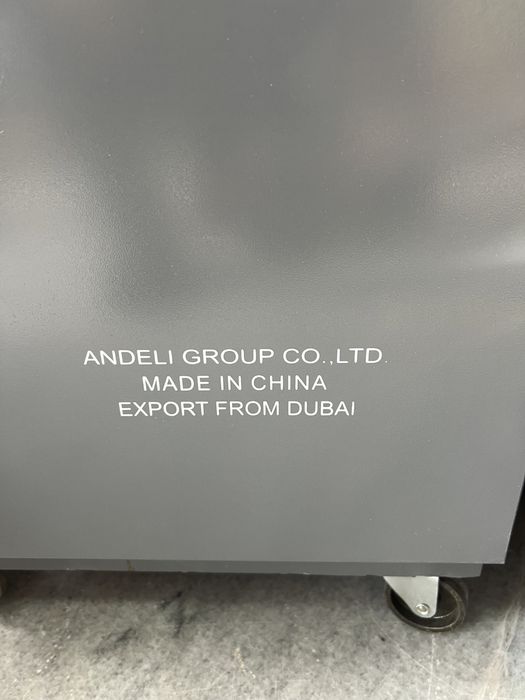 ANDELI GROUP CO.,LTD.
MADE IN CHINA
EXPORT FROM DUBAI